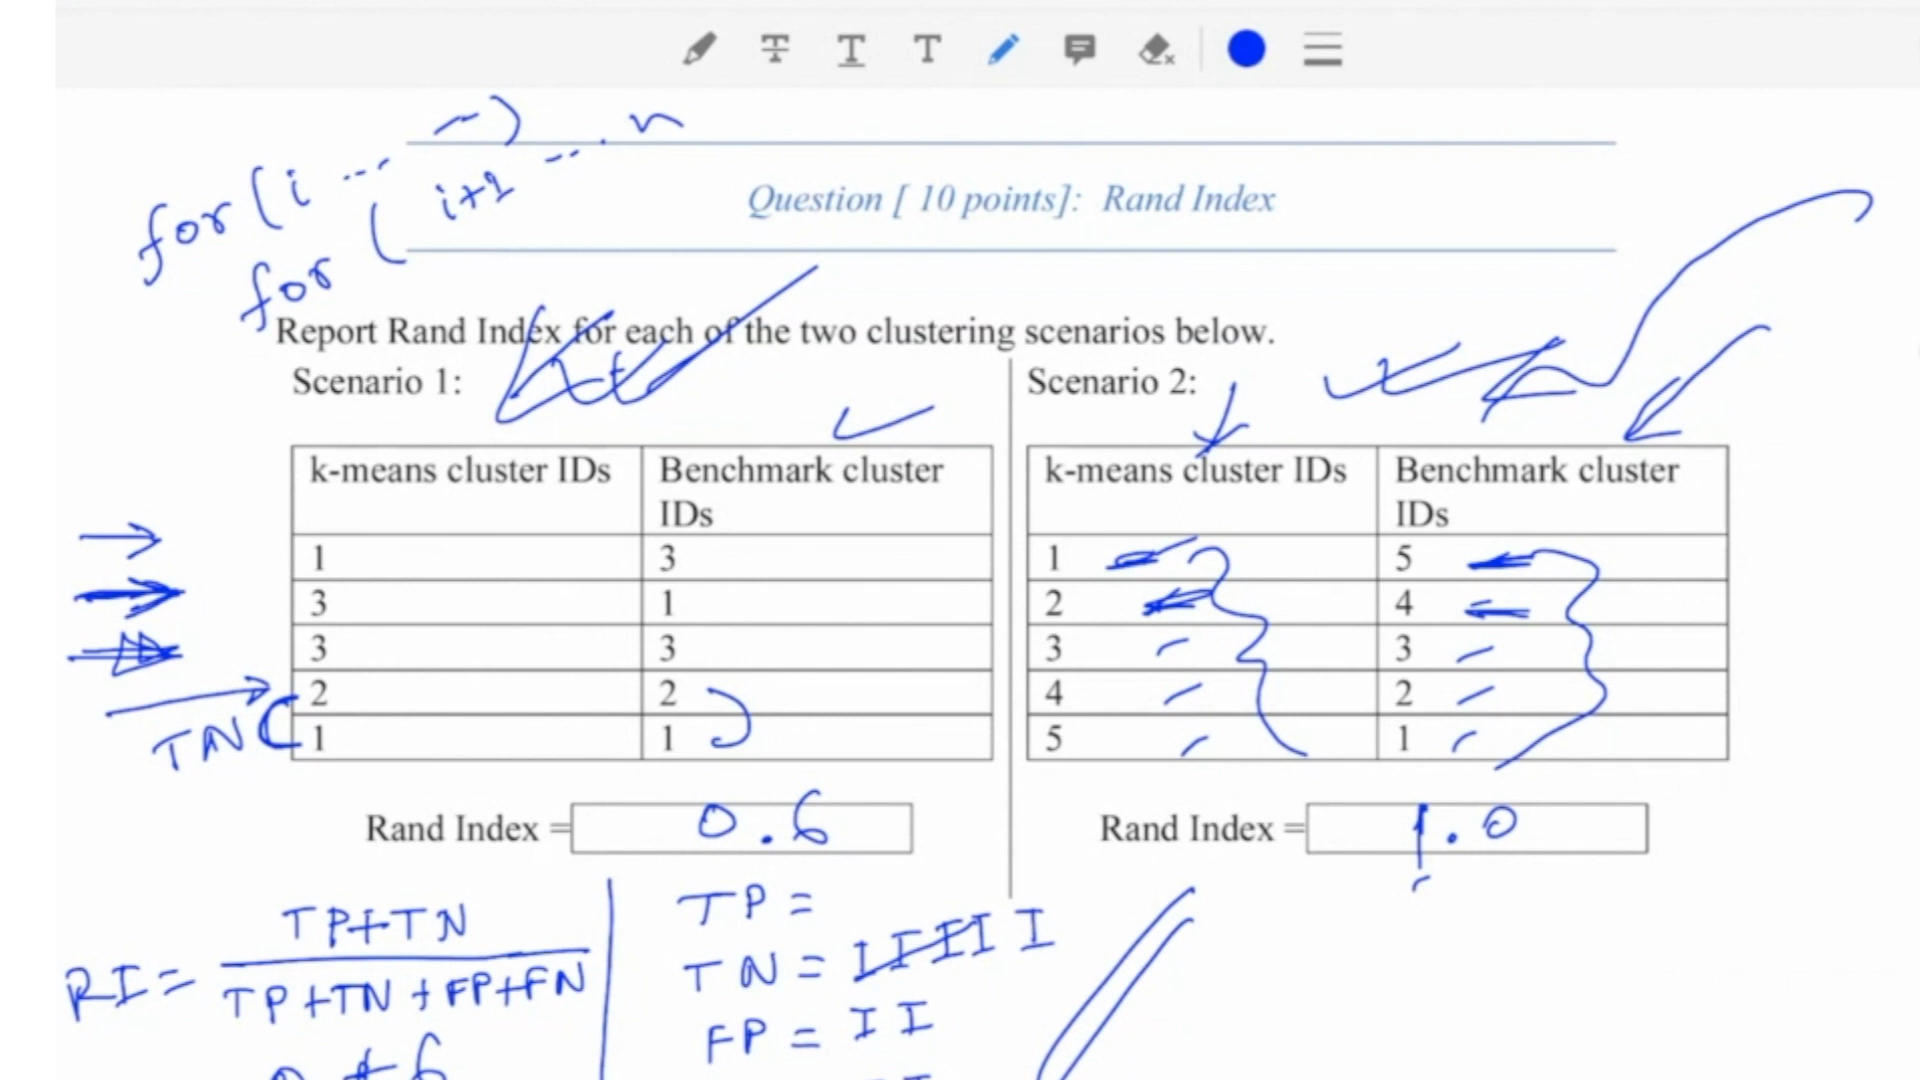 for(i ... n)
for ( i+1 ... n
Question [ 10 points]: Rand Index
Report Rand Index for each of the two clustering scenarios below.
Scenario 1:
k-means cluster IDs Benchmark cluster IDs
1 3
3 1
3 3
2 2
1 1
TN
Rand Index = 0.6
Scenario 2:
k-means cluster IDs Benchmark cluster IDs
1 5
2 4
3 3
4 2
5 1
Rand Index = 1.0
RI = TP+TN
TP+TN+FP+FN
0+6
TP =
TN = IIIII I
FP = II